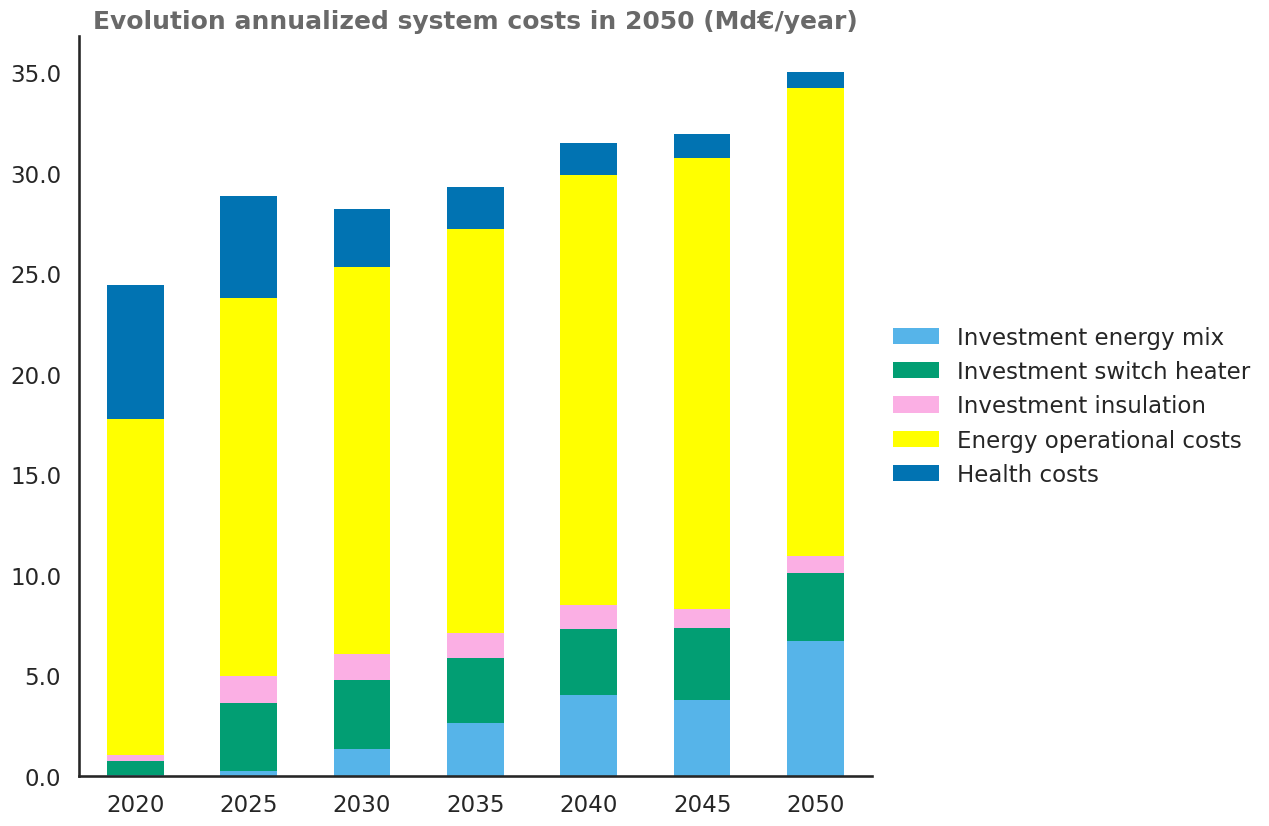 Evolution annualized system costs in 2050 (Md€/year)
35.0
30.0
25.0
20.0
15.0
10.0
5.0
0.0
2020 2025 2030 2035 2040 2045 2050
Investment energy mix
Investment switch heater
Investment insulation
Energy operational costs
Health costs